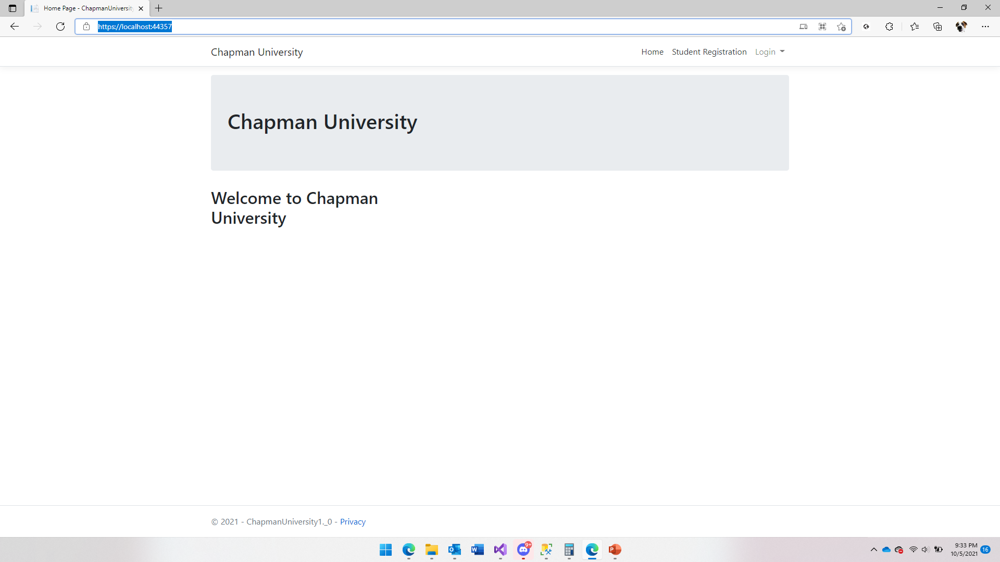 Home Page - ChapmanUniversity
https://localhost:44357
Chapman University
Home
Student Registration
Login
Chapman University
Welcome to Chapman
University
© 2021 - ChapmanUniversity1._0 - Privacy
9+
9:33 PM
10/5/2021
16